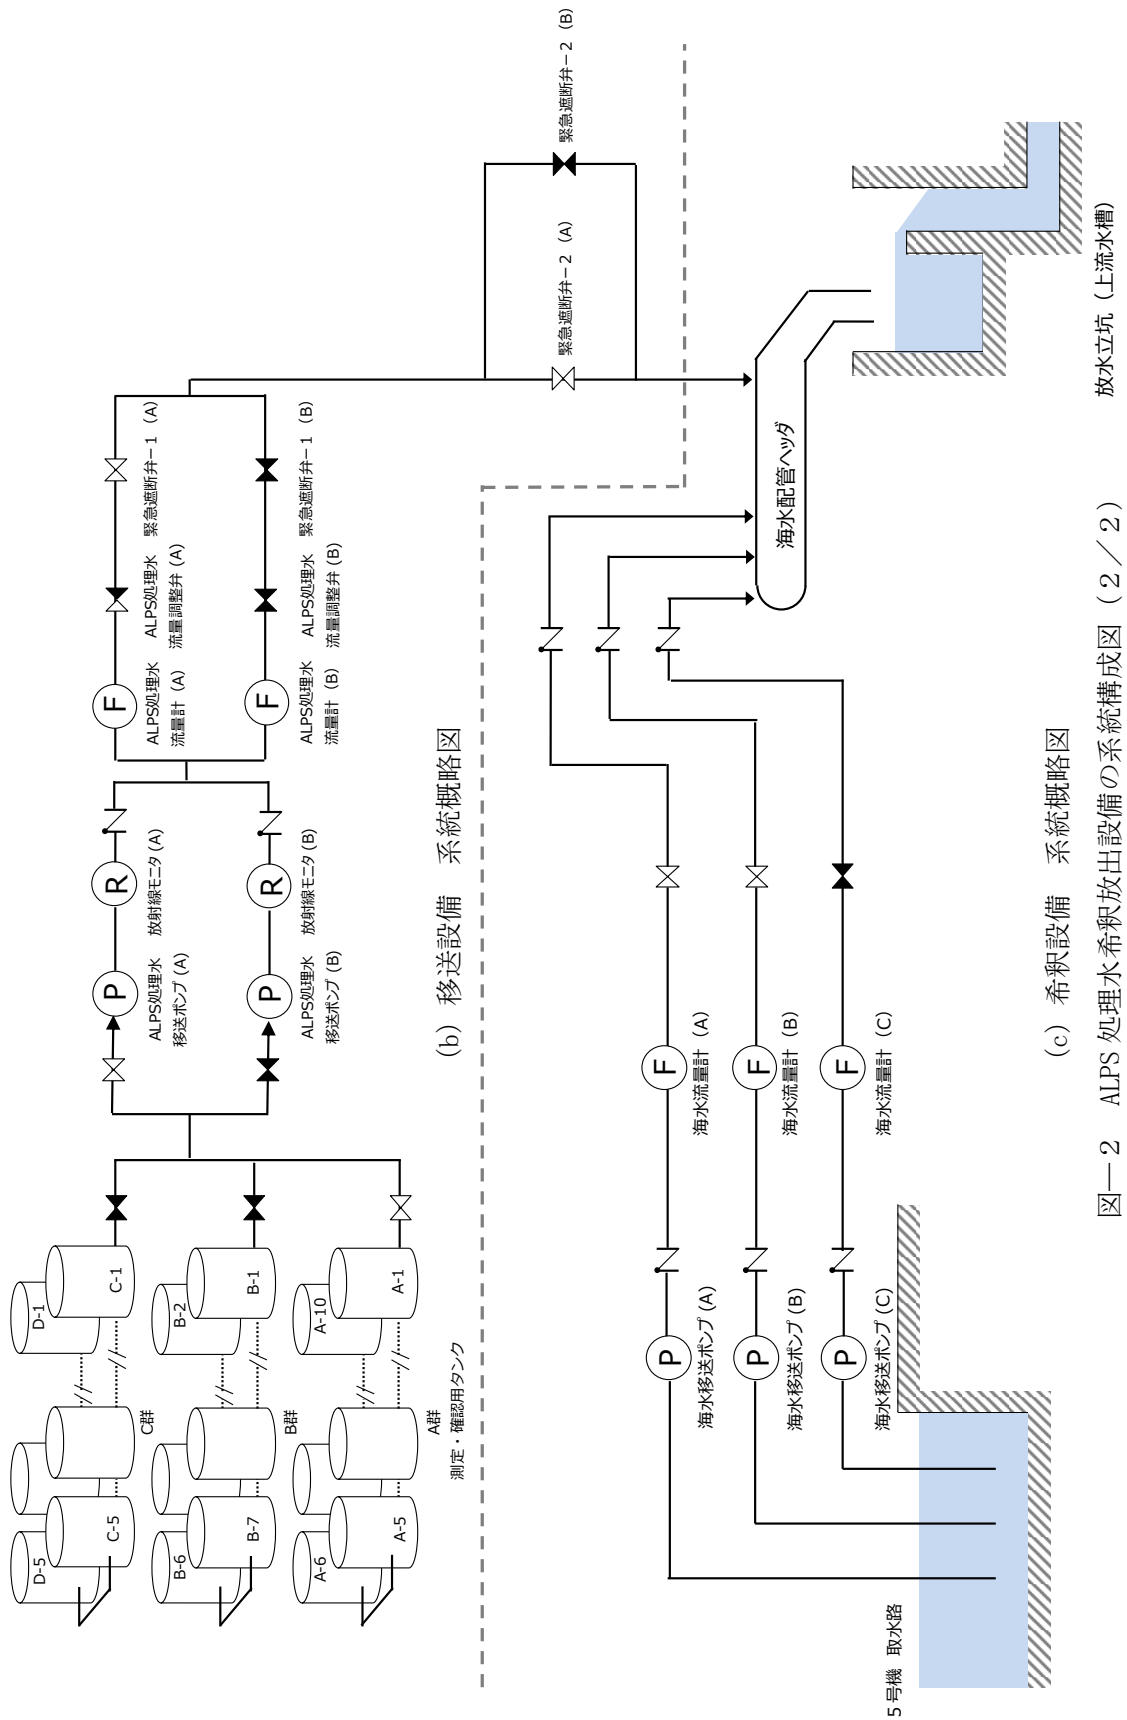 D-5
C-5
D-1
C-1
C群
B-6
B-7
B-2
B-1
B群
A-6
A-5
A-10
A-1
A群
測定・確認用タンク
P
ALPS処理水
移送ポンプ (A)
R
放射線モニタ (A)
F
ALPS処理水
流量計 (A)
ALPS処理水
流量調整弁 (A)
緊急遮断弁－1 (A)
P
ALPS処理水
移送ポンプ (B)
R
放射線モニタ (B)
F
ALPS処理水
流量計 (B)
ALPS処理水
流量調整弁 (B)
緊急遮断弁－1 (B)
緊急遮断弁－2 (A)
緊急遮断弁－2 (B)
(b) 移送設備 系統概略図
P
海水移送ポンプ (A)
F
海水流量計 (A)
P
海水移送ポンプ (B)
F
海水流量計 (B)
P
海水移送ポンプ (C)
F
海水流量計 (C)
海水配管ヘッダ
5号機 取水路
放水立坑 (上流水槽)
(c) 希釈設備 系統概略図
図―２ ALPS 処理水希釈放出設備の系統構成図（２／２）